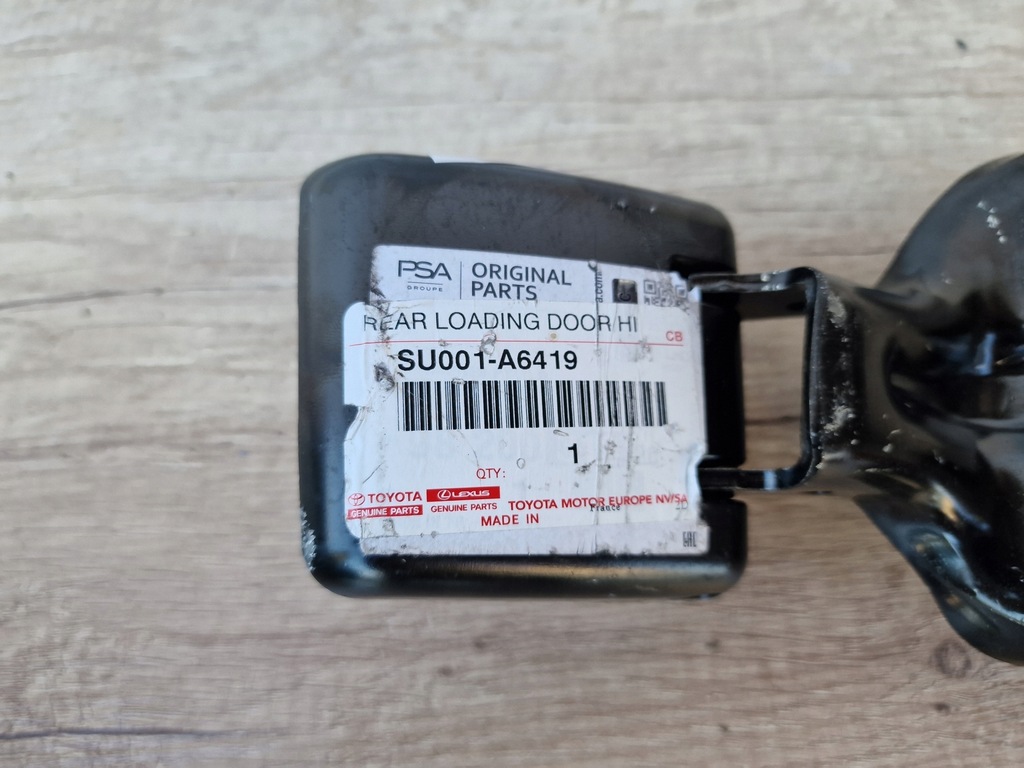 PSA
GROUPE
ORIGINAL
PARTS
REAR LOADING DOOR HI
CB
SU001-A6419
1
QTY:
TOYOTA
GENUINE PARTS
LEXUS
GENUINE PARTS
TOYOTA MOTOR EUROPE NV/SA
MADE IN
France
EAC